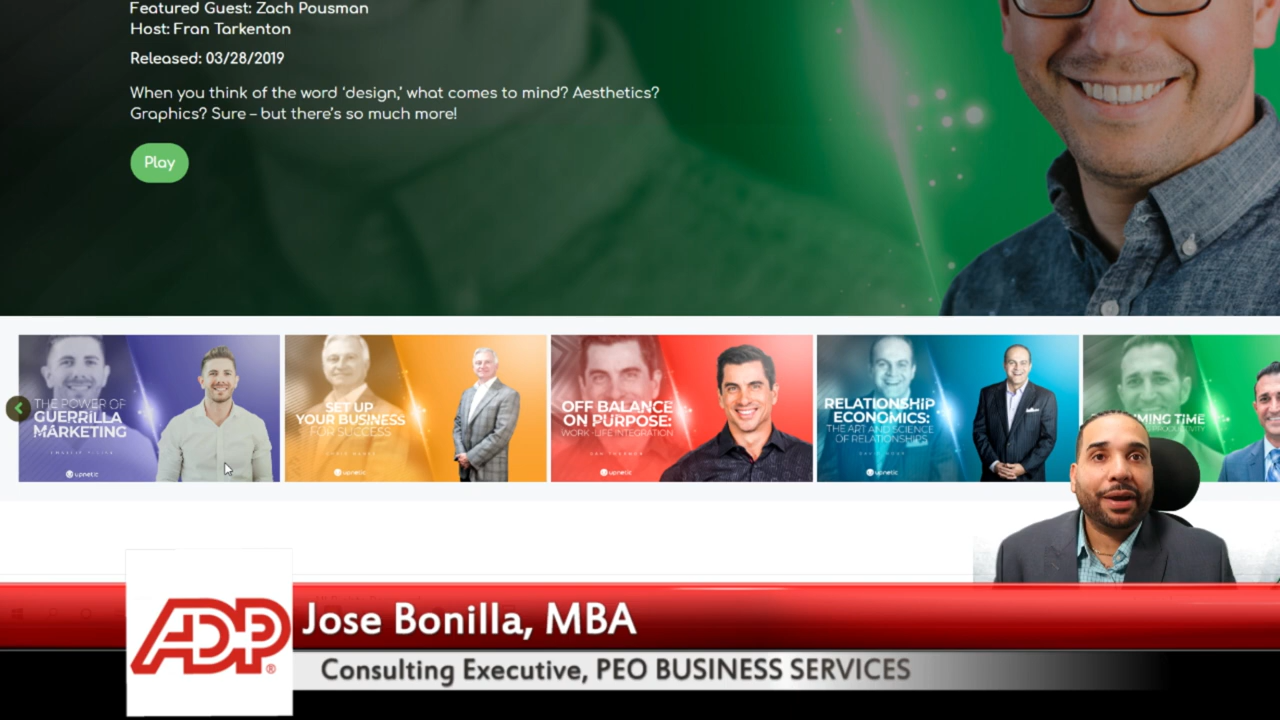 Featured Guest: Zach Pousman
Host: Fran Tarkenton
Released: 03/28/2019
When you think of the word ‘design,’ what comes to mind? Aesthetics?
Graphics? Sure – but there’s so much more!
Play
THE POWER OF
GUERRILLA
MARKETING
upnetic
SET UP
YOUR BUSINESS
FOR SUCCESS
upnetic
OFF BALANCE
ON PURPOSE:
WORK-LIFE INTEGRATION
upnetic
RELATIONSHIP
ECONOMICS:
THE ART AND SCIENCE
OF RELATIONSHIPS
upnetic
TIME
ADP®
Jose Bonilla, MBA
Consulting Executive, PEO BUSINESS SERVICES